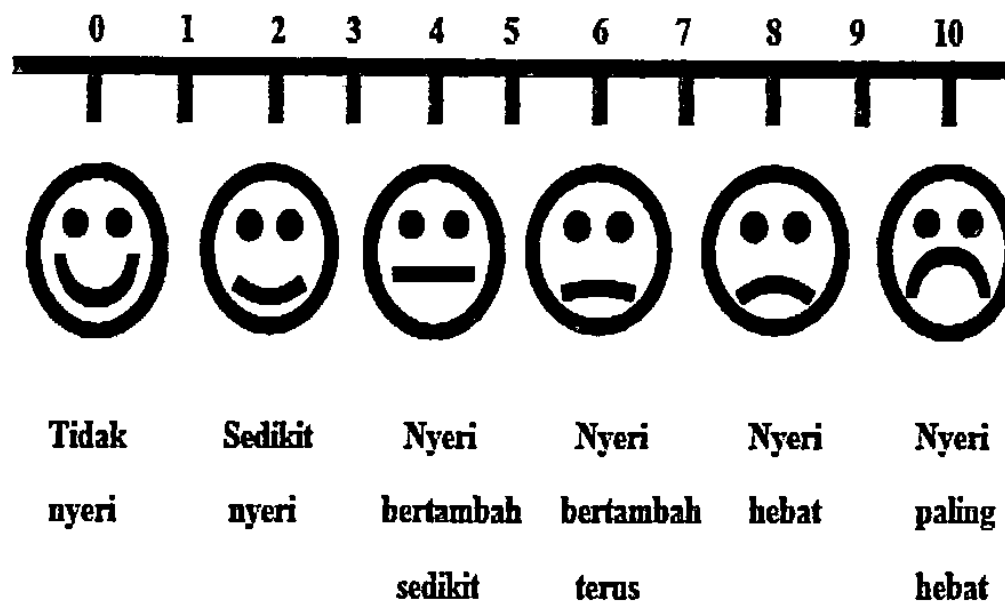 0 1 2 3 4 5 6 7 8 9 10
Tidak Sedikit Nyeri Nyeri Nyeri Nyeri
nyeri nyeri bertambah bertambah hebat paling
sedikit terus hebat